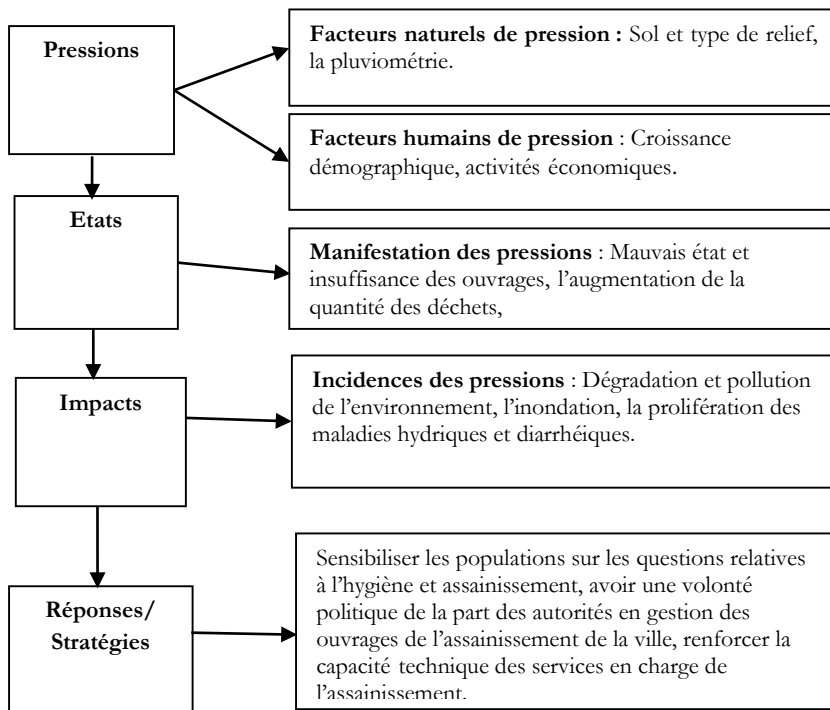 Pressions
Facteurs naturels de pression : Sol et type de relief,
la pluviométrie.
Facteurs humains de pression : Croissance
démographique, activités économiques.
Etats
Manifestation des pressions : Mauvais état et
insuffisance des ouvrages, l’augmentation de la
quantité des déchets,
Impacts
Incidences des pressions : Dégradation et pollution
de l’environnement, l’inondation, la prolifération des
maladies hydriques et diarrhéiques.
Réponses/
Stratégies
Sensibiliser les populations sur les questions relatives
à l’hygiène et assainissement, avoir une volonté
politique de la part des autorités en gestion des
ouvrages de l’assainissement de la ville, renforcer la
capacité technique des services en charge de
l’assainissement.